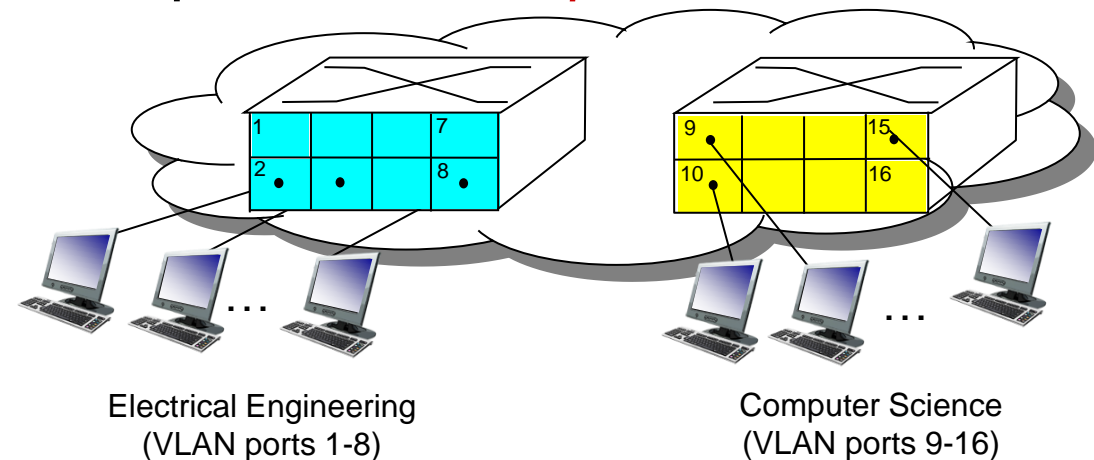 1 7
2 8
9 15
10 16
...
...
Electrical Engineering
(VLAN ports 1-8)
Computer Science
(VLAN ports 9-16)